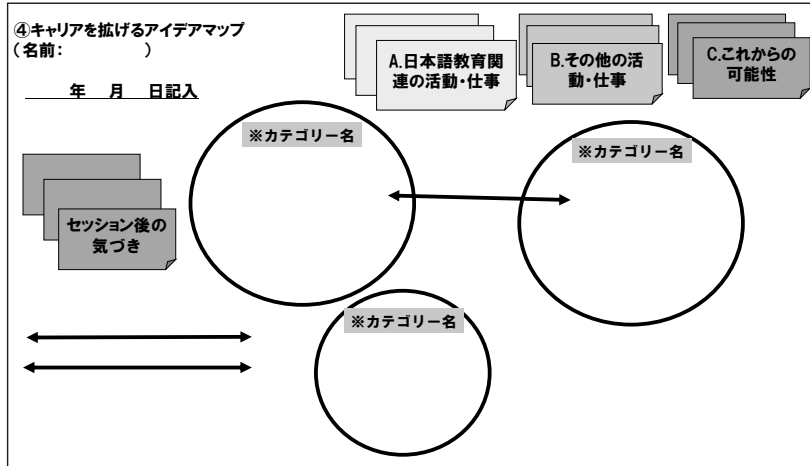 ④キャリアを拡げるアイデアマップ
(名前:　　　　　)
年　月　日記入
A.日本語教育関
連の活動・仕事
B.その他の活
動・仕事
C.これからの
可能性
※カテゴリー名
※カテゴリー名
セッション後の
気づき
※カテゴリー名